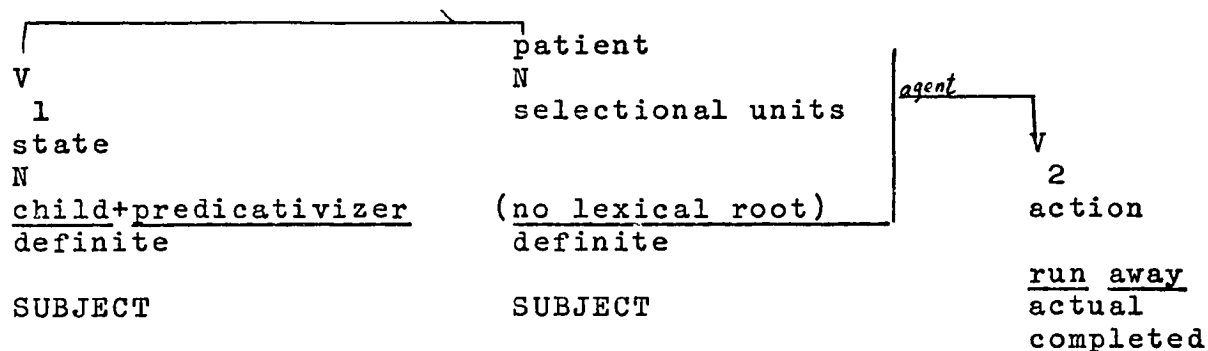 patient
V N
1 selectional units agent
state V
N 2
child+predicativizer (no lexical root) action
definite definite
run away
SUBJECT SUBJECT actual
completed